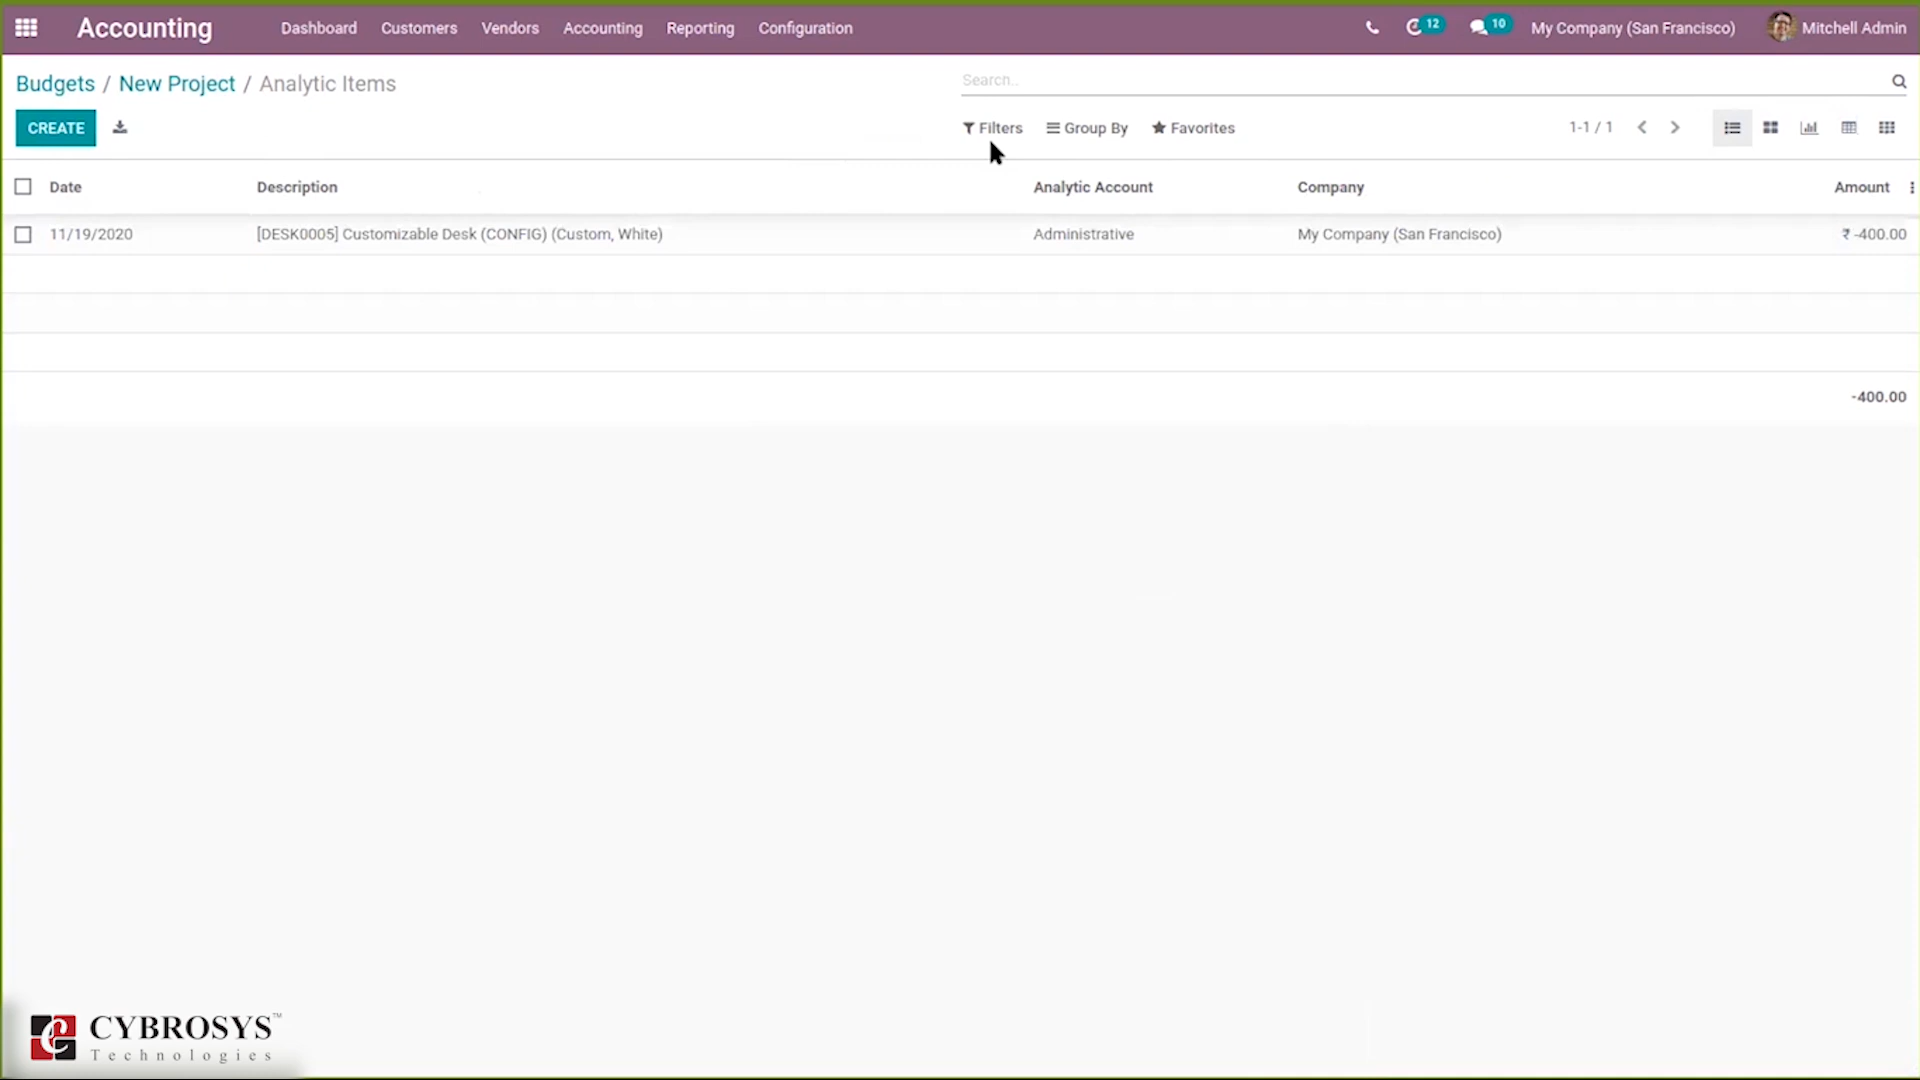 Accounting Dashboard Customers Vendors Accounting Reporting Configuration 12 10 My Company (San Francisco) Mitchell Admin
Budgets / New Project / Analytic Items
Search...
CREATE Filters Group By Favorites 1-1 / 1
Date Description Analytic Account Company Amount
11/19/2020 [DESK0005] Customizable Desk (CONFIG) (Custom, White) Administrative My Company (San Francisco) ₹ -400.00
-400.00
CYBROSYS™
Technologies